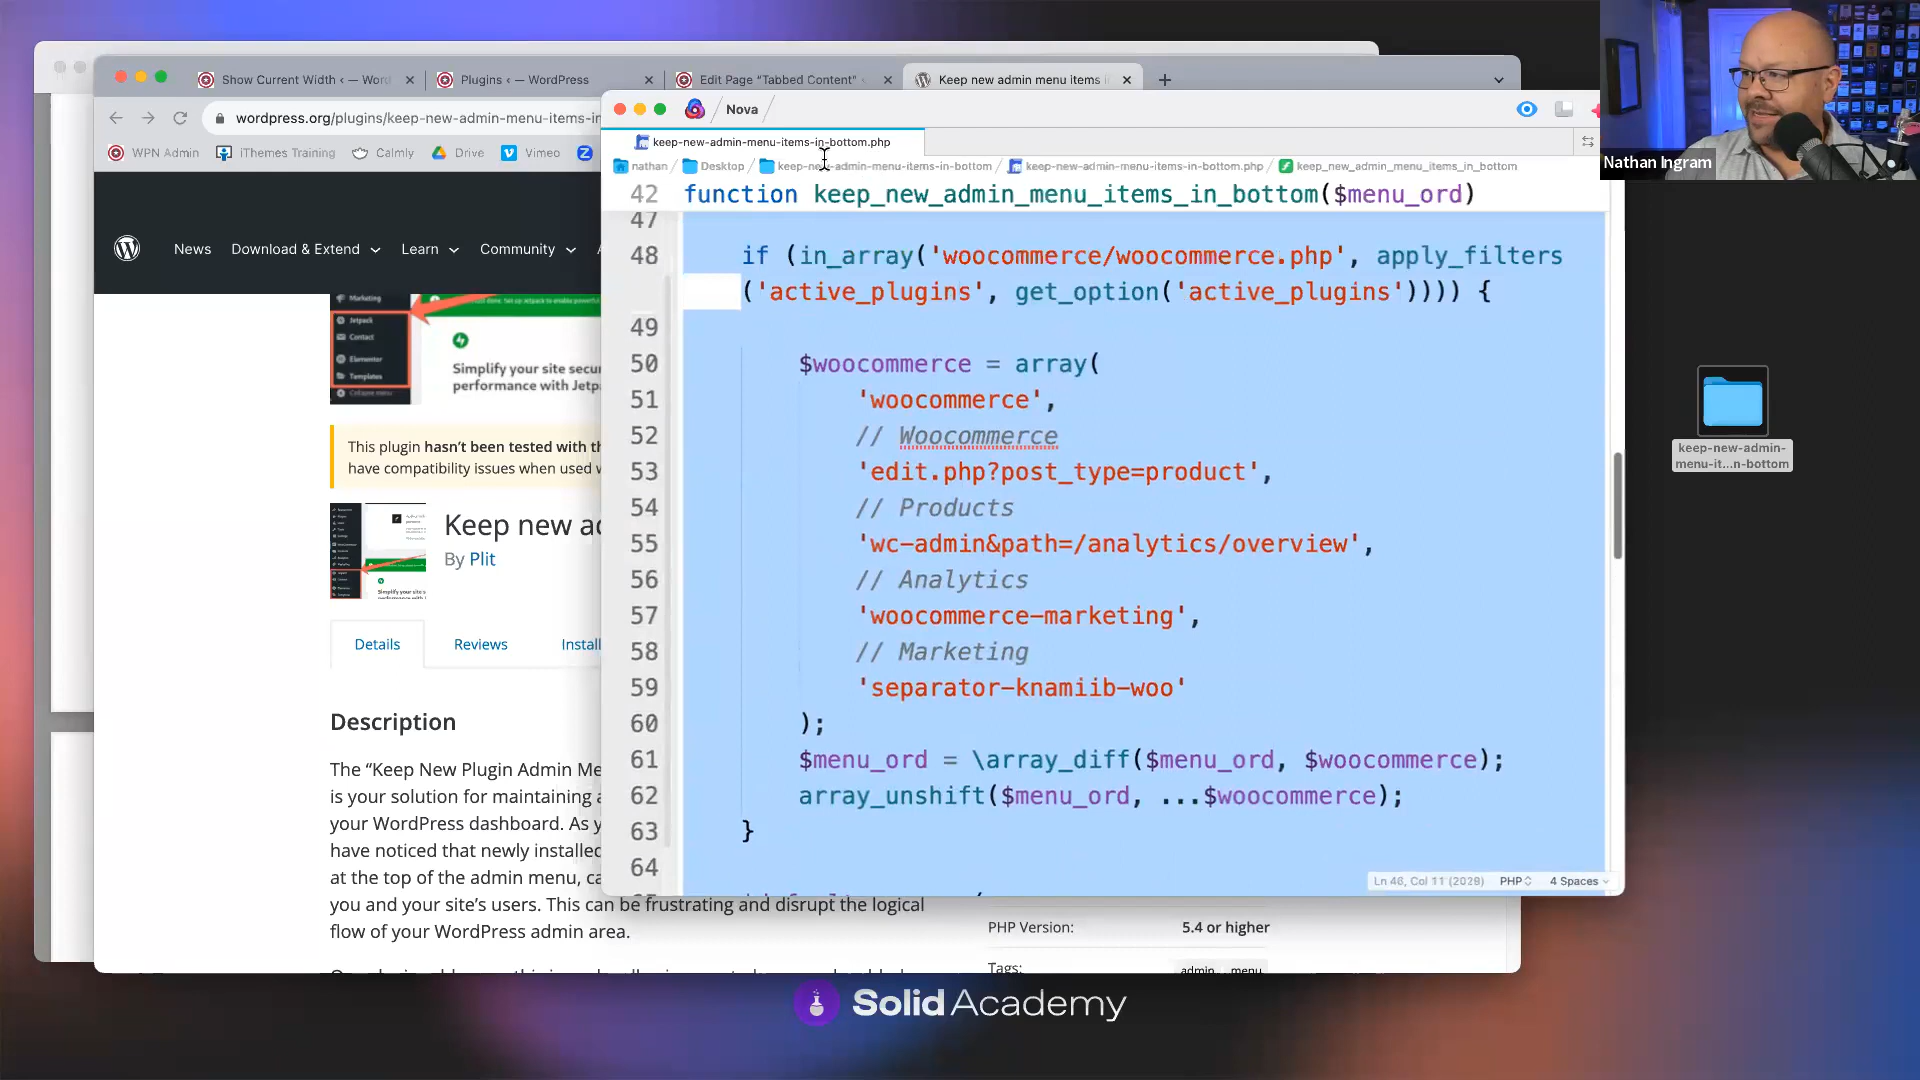 Show Current Width ‹ — Wor
Plugins ‹ — WordPress
Edit Page "Tabbed Content" ‹
Keep new admin menu items i
wordpress.org/plugins/keep-new-admin-menu-items-in
WPN Admin
iThemes Training
Calmly
Drive
Vimeo
Nova
keep-new-admin-menu-items-in-bottom.php
nathan
Desktop
keep-new-admin-menu-items-in-bottom
keep-new-admin-menu-items-in-bottom.php
keep_new_admin_menu_items_in_bottom
Nathan Ingram
News
Download & Extend
Learn
Community
42 function keep_new_admin_menu_items_in_bottom($menu_ord)
47
48 if (in_array('woocommerce/woocommerce.php', apply_filters
('active_plugins', get_option('active_plugins')))) {
49
50 $woocommerce = array(
51 'woocommerce',
52 // Woocommerce
53 'edit.php?post_type=product',
54 // Products
55 'wc-admin&path=/analytics/overview',
56 // Analytics
57 'woocommerce-marketing',
58 // Marketing
59 'separator-knamiib-woo'
60 );
61 $menu_ord = \array_diff($menu_ord, $woocommerce);
62 array_unshift($menu_ord, ...$woocommerce);
63 }
64
PHP
4 Spaces
Marketing
Jetpack
Contact
Elementor
Templates
Collapse menu
Simplify your site secu
performance with Jetp
This plugin hasn't been tested with th
have compatibility issues when used w
Keep new ad
By Plit
Details
Reviews
Install
Description
The “Keep New Plugin Admin Me
is your solution for maintaining a
your WordPress dashboard. As y
have noticed that newly installed
at the top of the admin menu, ca
you and your site's users. This can be frustrating and disrupt the logical
flow of your WordPress admin area.
PHP Version:
5.4 or higher
Tags:
admin
menu
keep-new-admin-
menu-it...n-bottom
Solid Academy